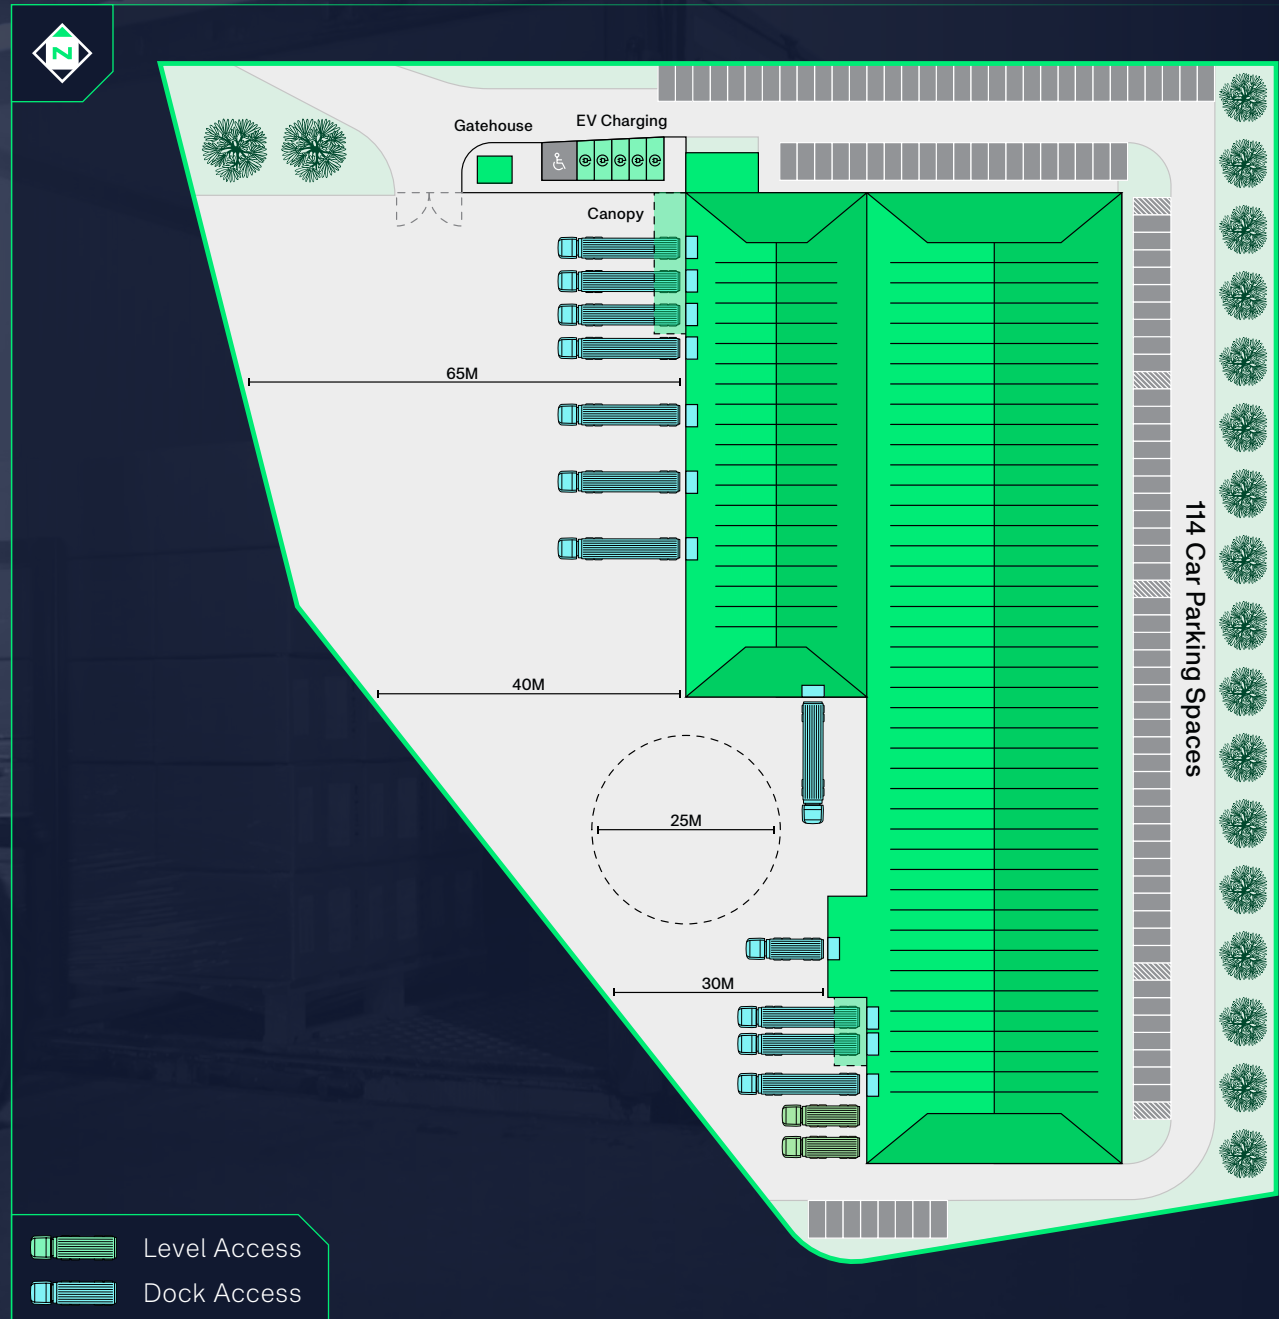 N
Gatehouse
EV Charging
Canopy
65M
40M
25M
30M
114 Car Parking Spaces
Level Access
Dock Access